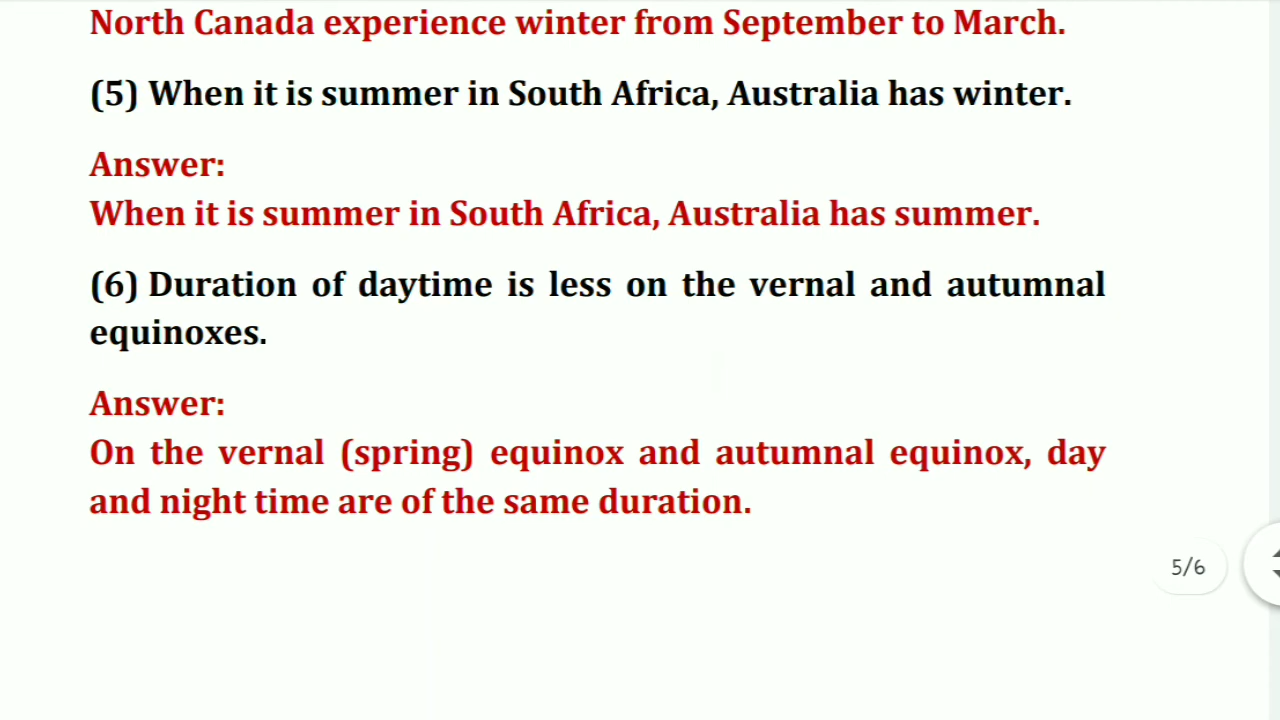 North Canada experience winter from September to March.
(5) When it is summer in South Africa, Australia has winter.
Answer:
When it is summer in South Africa, Australia has summer.
(6) Duration of daytime is less on the vernal and autumnal
equinoxes.
Answer:
On the vernal (spring) equinox and autumnal equinox, day
and night time are of the same duration.
5/6